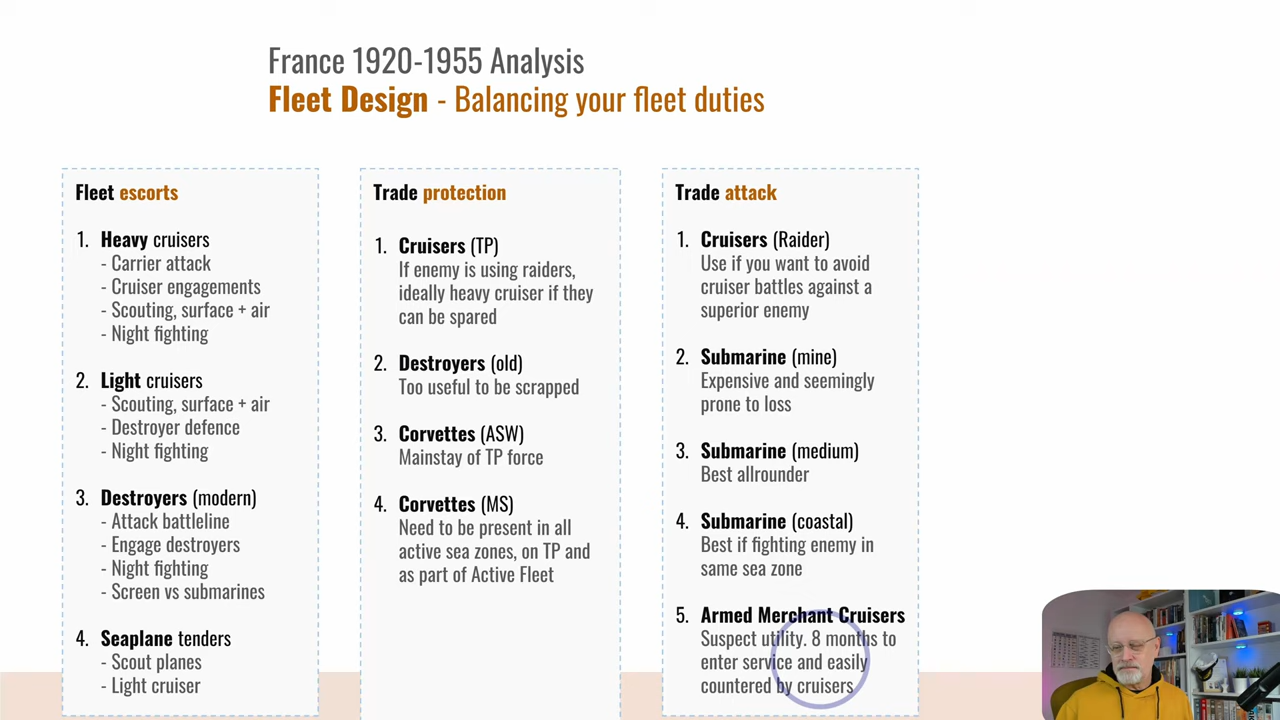 France 1920-1955 Analysis
Fleet Design - Balancing your fleet duties
Fleet escorts
1. Heavy cruisers
- Carrier attack
- Cruiser engagements
- Scouting, surface + air
- Night fighting
2. Light cruisers
- Scouting, surface + air
- Destroyer defence
- Night fighting
3. Destroyers (modern)
- Attack battleline
- Engage destroyers
- Night fighting
- Screen vs submarines
4. Seaplane tenders
- Scout planes
- Light cruiser
Trade protection
1. Cruisers (TP)
If enemy is using raiders,
ideally heavy cruiser if they
can be spared
2. Destroyers (old)
Too useful to be scrapped
3. Corvettes (ASW)
Mainstay of TP force
4. Corvettes (MS)
Need to be present in all
active sea zones, on TP and
as part of Active Fleet
Trade attack
1. Cruisers (Raider)
Use if you want to avoid
cruiser battles against a
superior enemy
2. Submarine (mine)
Expensive and seemingly
prone to loss
3. Submarine (medium)
Best allrounder
4. Submarine (coastal)
Best if fighting enemy in
same sea zone
5. Armed Merchant Cruisers
Suspect utility. 8 months to
enter service and easily
countered by cruisers